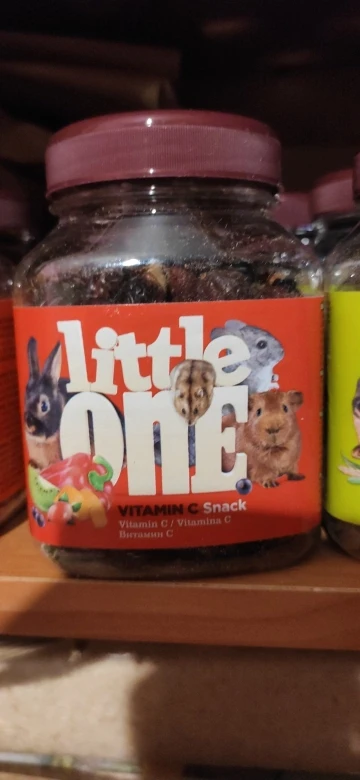 little
ONE
VITAMIN C Snack
Vitamin C / Vitamina C
Витамин C